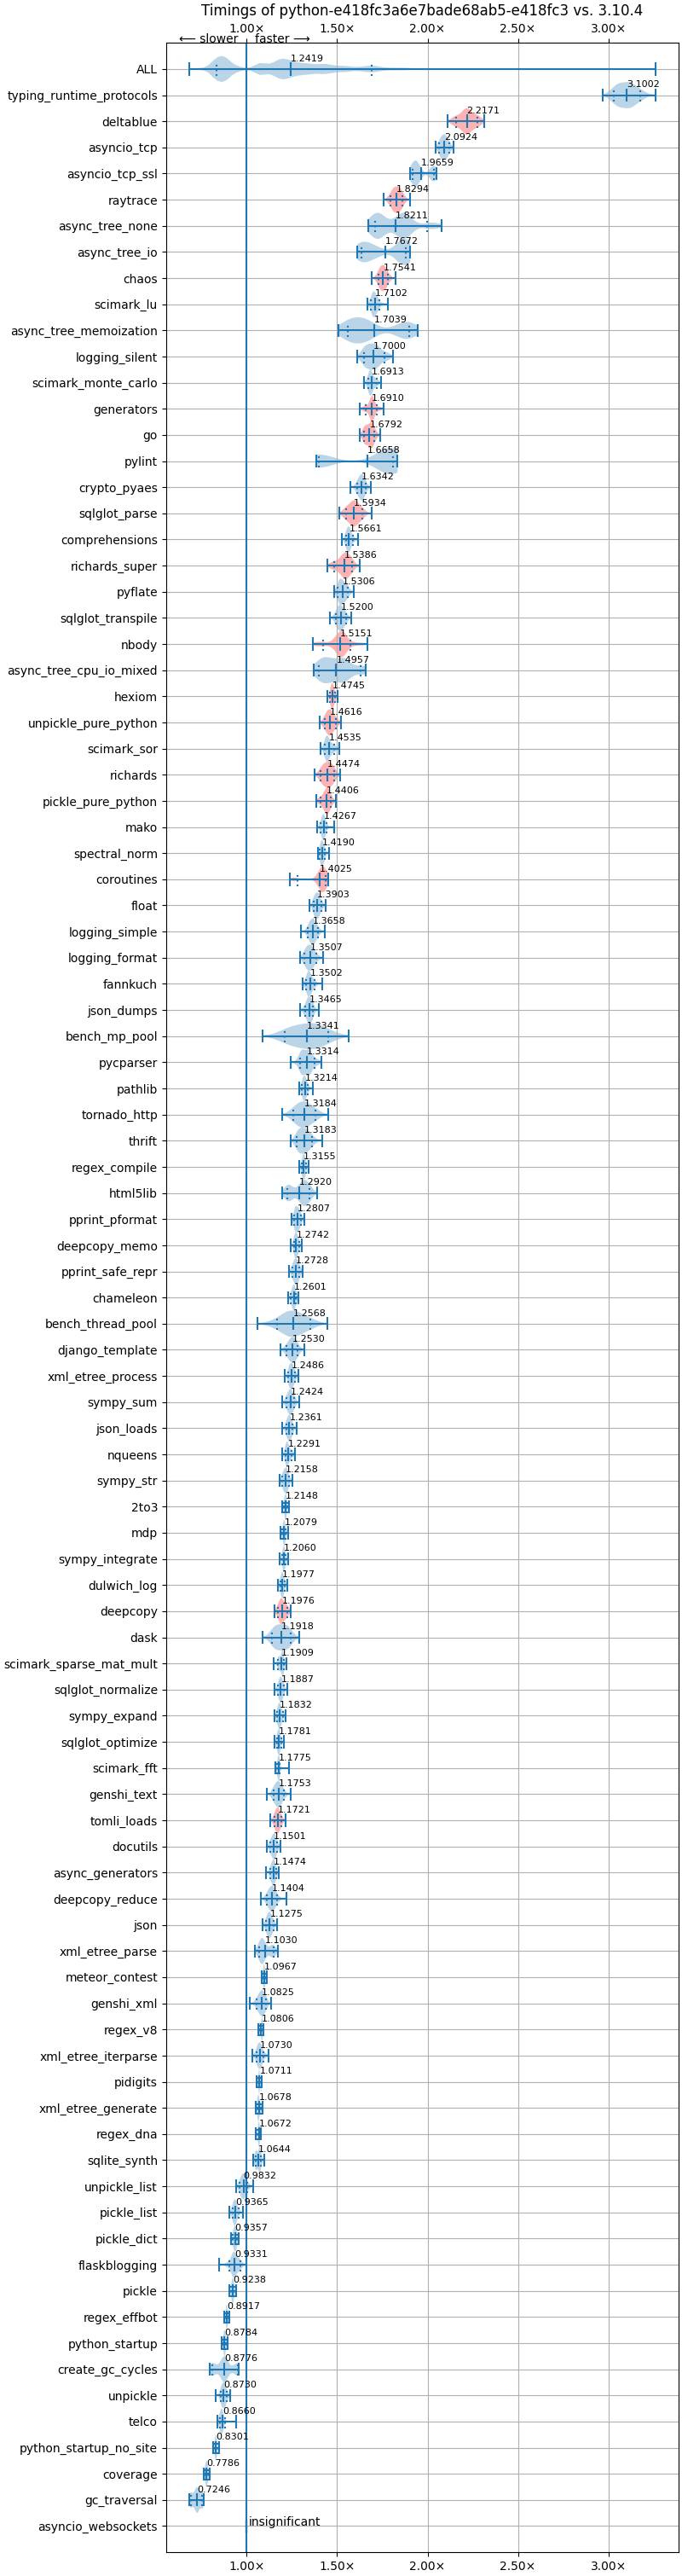 Timings of python-e418fc3a6e7bade68ab5-e418fc3 vs. 3.10.4
1.00× 1.50× 2.00× 2.50× 3.00×
⟵ slower faster ⟶
ALL 1.2419
typing_runtime_protocols 3.1002
deltablue 2.2171
asyncio_tcp 2.0924
asyncio_tcp_ssl 1.9659
raytrace 1.8294
async_tree_none 1.8211
async_tree_io 1.7672
chaos 1.7541
scimark_lu 1.7102
async_tree_memoization 1.7039
logging_silent 1.7000
scimark_monte_carlo 1.6913
generators 1.6910
go 1.6792
pylint 1.6658
crypto_pyaes 1.6342
sqlglot_parse 1.5934
comprehensions 1.5661
richards_super 1.5386
pyflate 1.5306
sqlglot_transpile 1.5200
nbody 1.5151
async_tree_cpu_io_mixed 1.4957
hexiom 1.4745
unpickle_pure_python 1.4616
scimark_sor 1.4535
richards 1.4474
pickle_pure_python 1.4406
mako 1.4267
spectral_norm 1.4190
coroutines 1.4025
float 1.3903
logging_simple 1.3658
logging_format 1.3507
fannkuch 1.3502
json_dumps 1.3465
bench_mp_pool 1.3341
pycparser 1.3314
pathlib 1.3214
tornado_http 1.3184
thrift 1.3183
regex_compile 1.3155
html5lib 1.2920
pprint_pformat 1.2807
deepcopy_memo 1.2742
pprint_safe_repr 1.2728
chameleon 1.2601
bench_thread_pool 1.2568
django_template 1.2530
xml_etree_process 1.2486
sympy_sum 1.2424
json_loads 1.2361
nqueens 1.2291
sympy_str 1.2158
2to3 1.2148
mdp 1.2079
sympy_integrate 1.2060
dulwich_log 1.1977
deepcopy 1.1976
dask 1.1918
scimark_sparse_mat_mult 1.1909
sqlglot_normalize 1.1887
sympy_expand 1.1832
sqlglot_optimize 1.1781
scimark_fft 1.1775
genshi_text 1.1753
tomli_loads 1.1721
docutils 1.1501
async_generators 1.1474
deepcopy_reduce 1.1404
json 1.1275
xml_etree_parse 1.1030
meteor_contest 1.0967
genshi_xml 1.0825
regex_v8 1.0806
xml_etree_iterparse 1.0730
pidigits 1.0711
xml_etree_generate 1.0678
regex_dna 1.0672
sqlite_synth 1.0644
unpickle_list 0.9832
pickle_list 0.9365
pickle_dict 0.9357
flaskblogging 0.9331
pickle 0.9238
regex_effbot 0.8917
python_startup 0.8784
create_gc_cycles 0.8776
unpickle 0.8730
telco 0.8660
python_startup_no_site 0.8301
coverage 0.7786
gc_traversal 0.7246
asyncio_websockets insignificant
1.00× 1.50× 2.00× 2.50× 3.00×